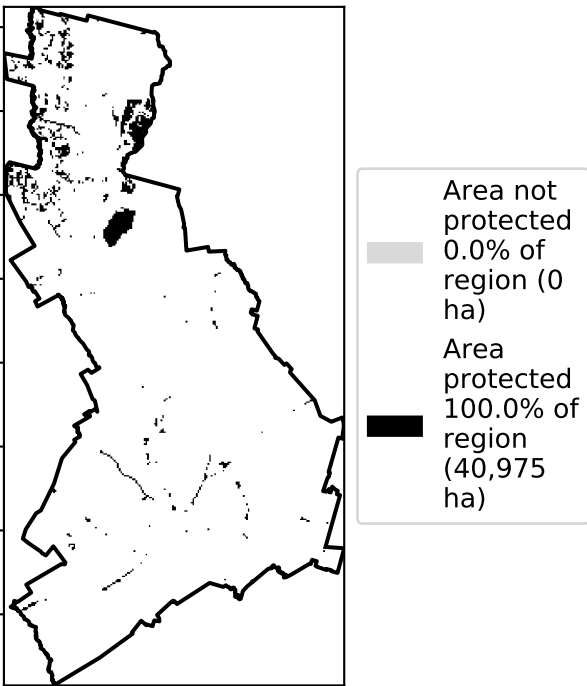 Area not
protected
0.0% of
region (0
ha)
Area
protected
100.0% of
region
(40,975
ha)